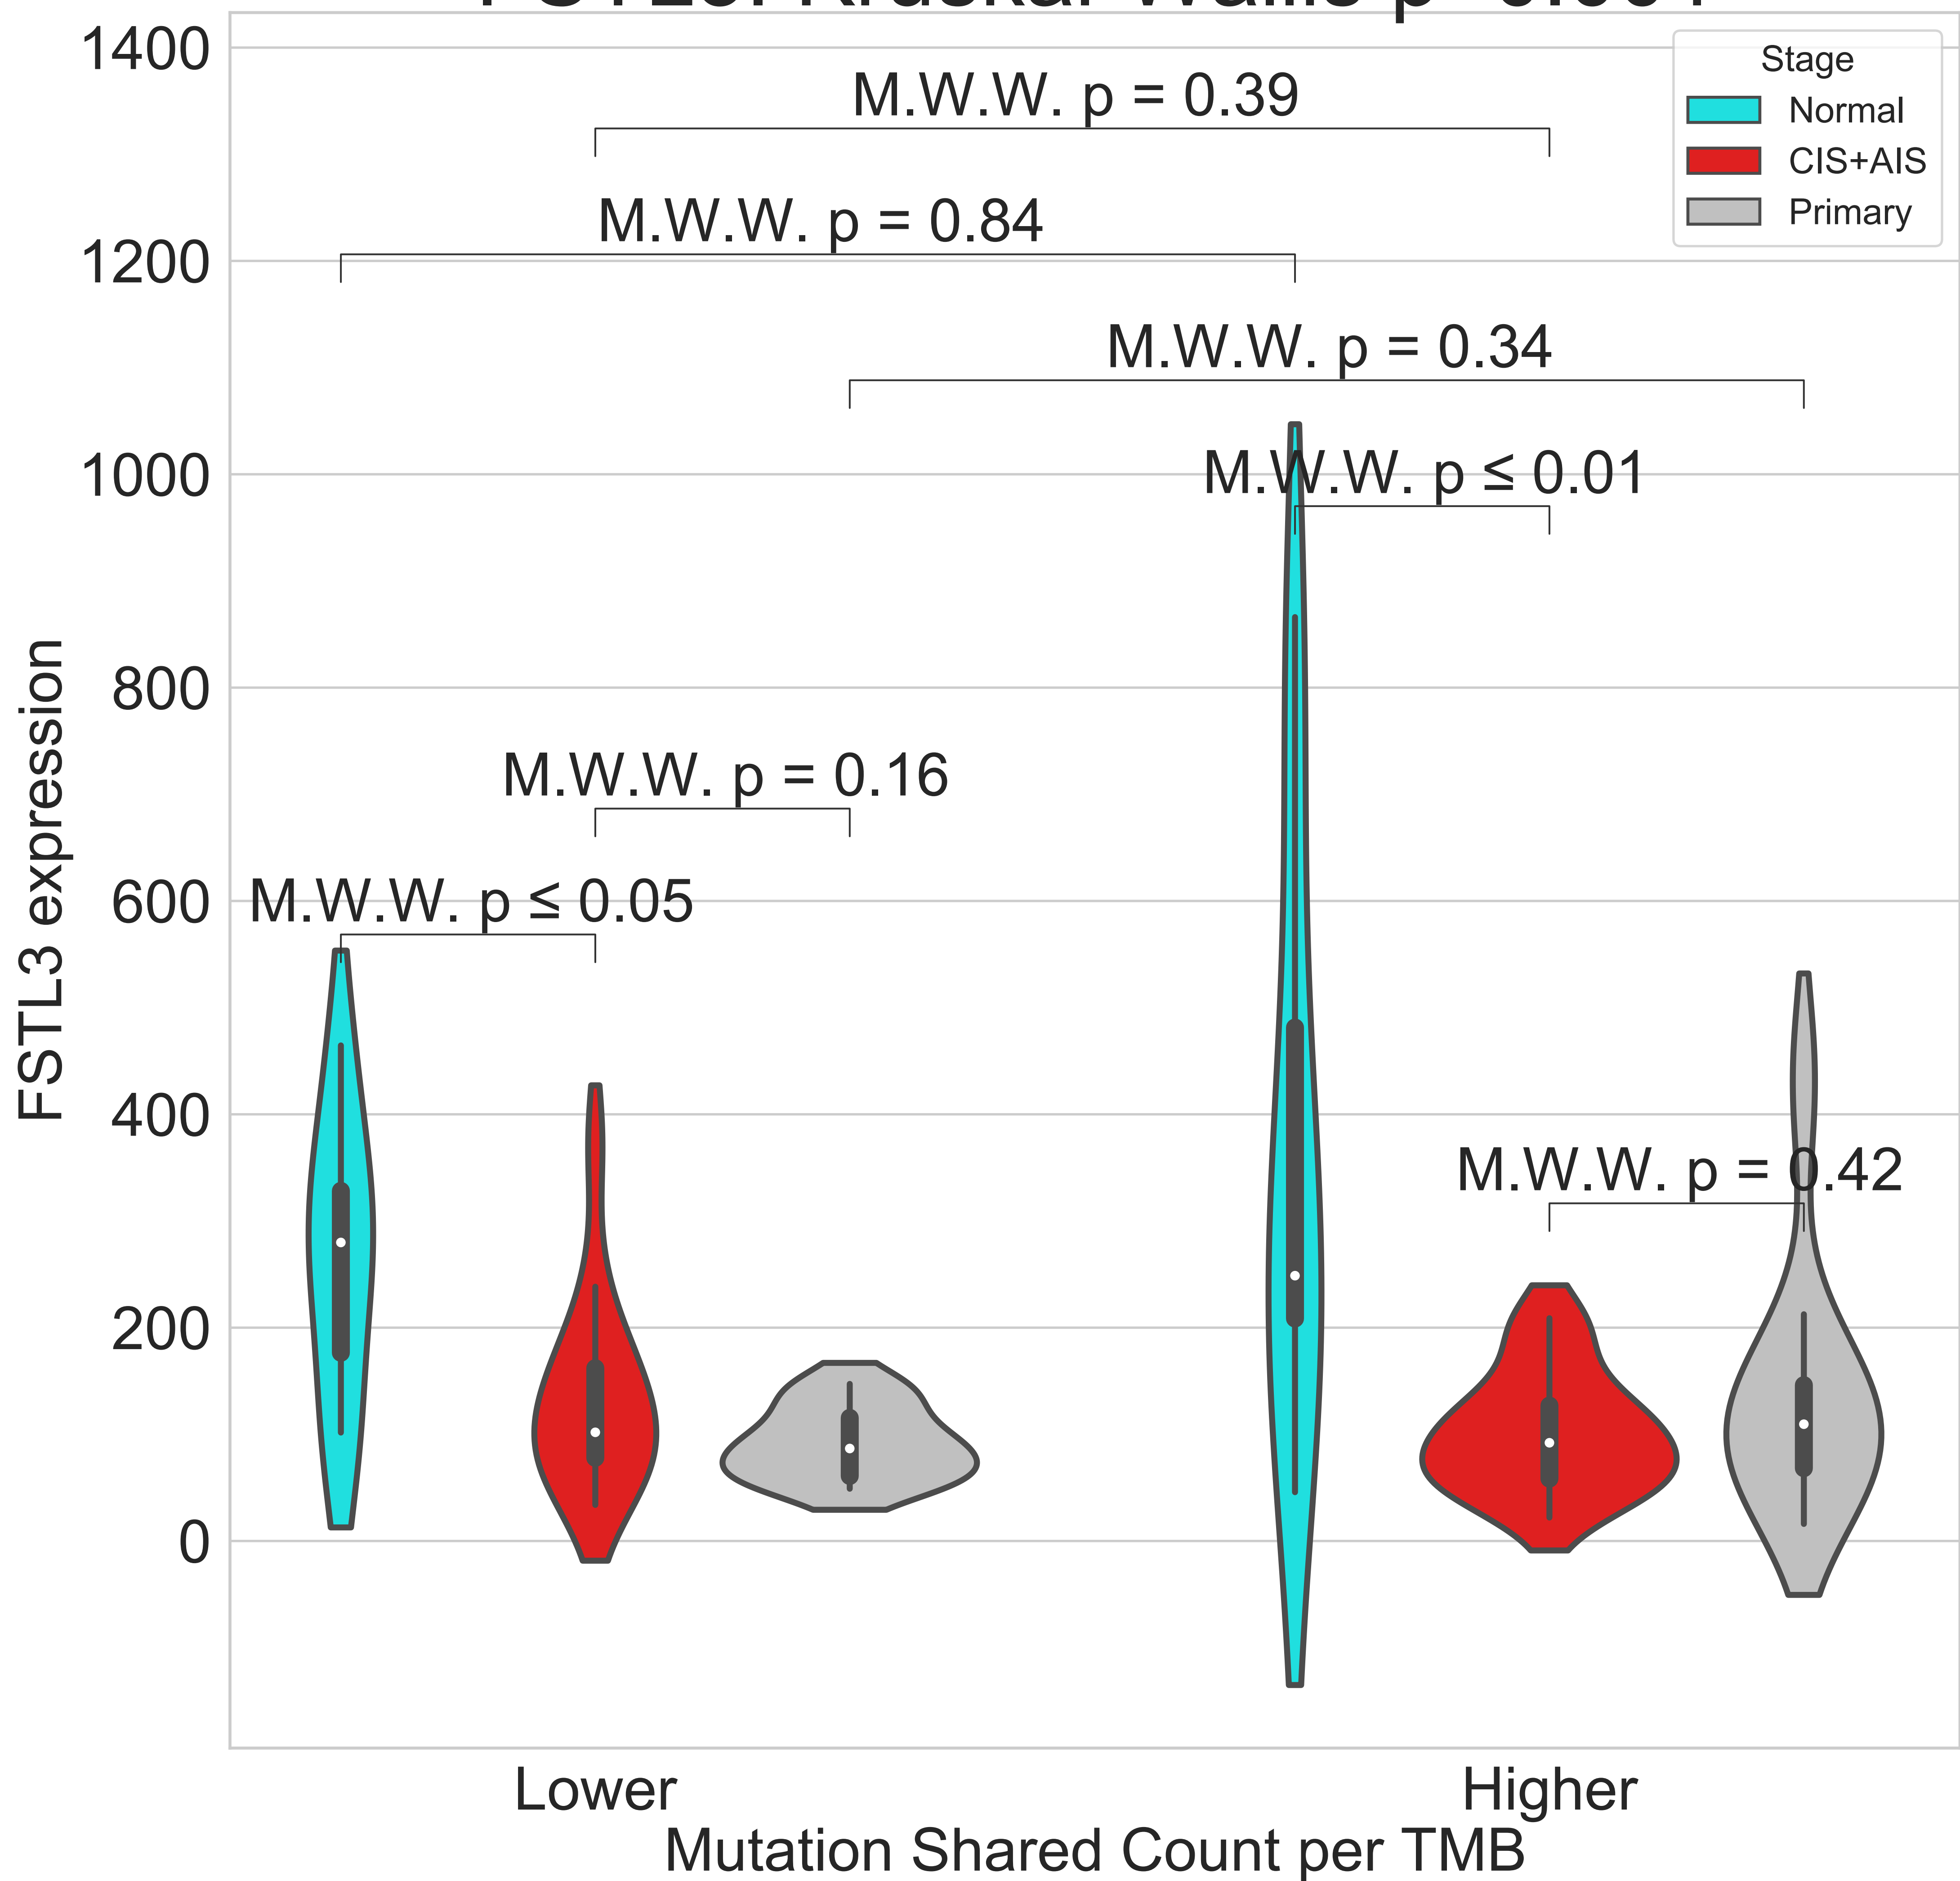 1400
1200
1000
800
600
400
200
0
FSTL3 expression
M.W.W. p = 0.39
M.W.W. p = 0.84
M.W.W. p = 0.34
M.W.W. p ≤ 0.01
M.W.W. p = 0.16
M.W.W. p ≤ 0.05
M.W.W. p = 0.42
Stage
Normal
CIS+AIS
Primary
Lower
Higher
Mutation Shared Count per TMB